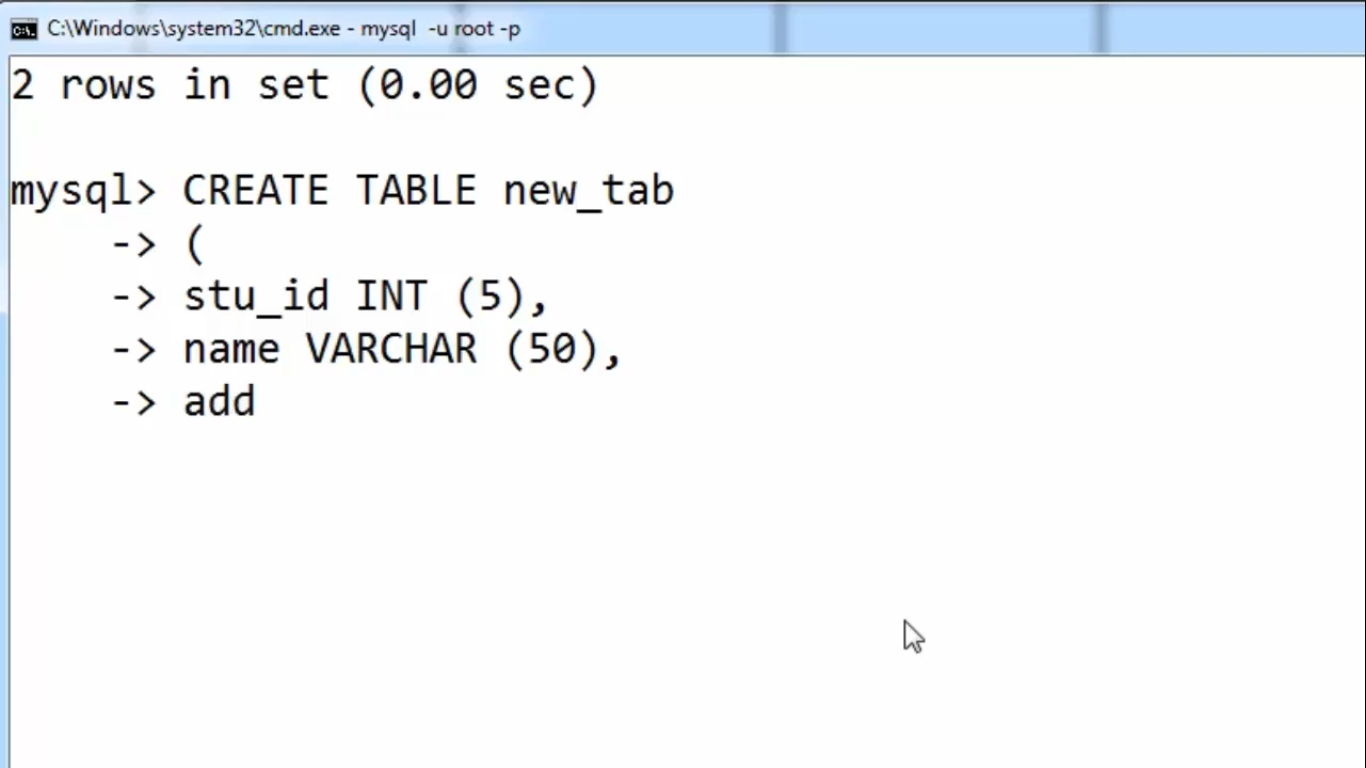 C:\Windows\system32\cmd.exe - mysql -u root -p
2 rows in set (0.00 sec)
mysql> CREATE TABLE new_tab
-> (
-> stu_id INT (5),
-> name VARCHAR (50),
-> add